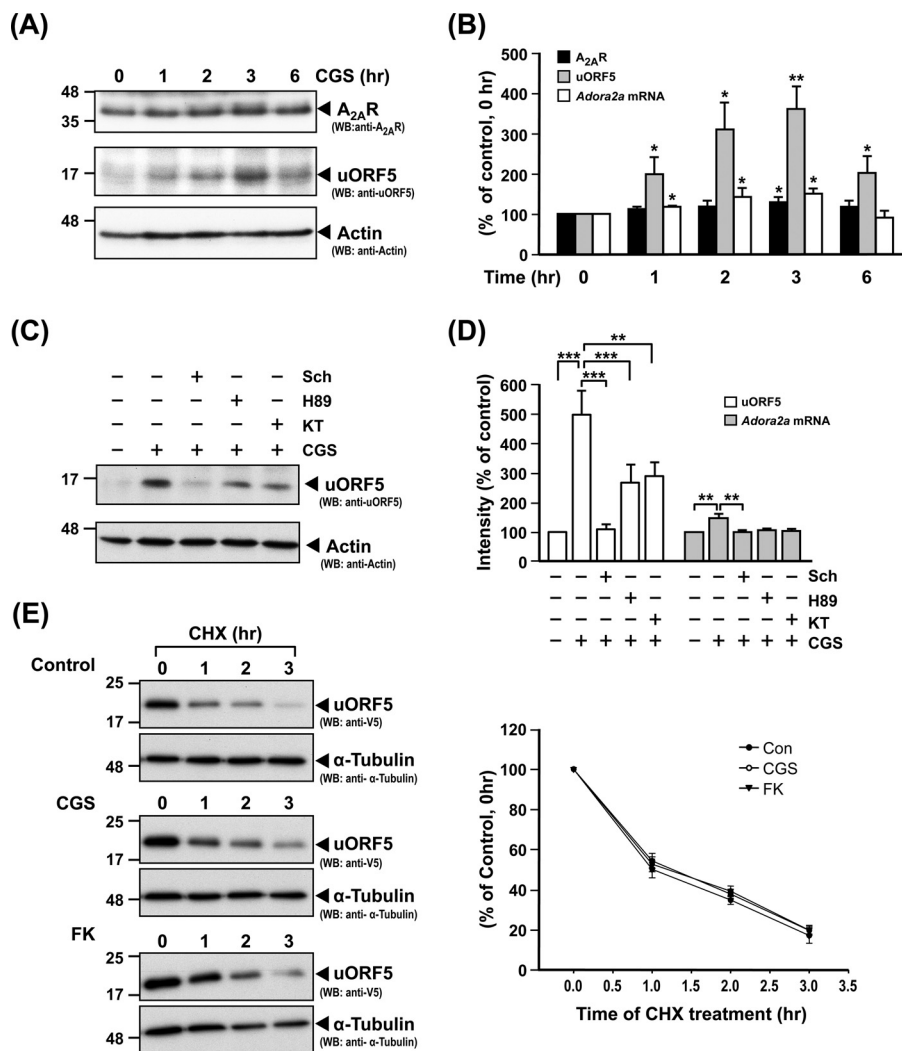 (A)
0 1 2 3 6 CGS (hr)
48
35
A2AR
(WB:anti-A2AR)
17
uORF5
(WB: anti-uORF5)
48
Actin
(WB: anti-Actin)
(B)
A2AR
uORF5
Adora2a mRNA
(% of control, 0 hr)
500
400
300
200
100
0
* * * * * * ** * *
Time (hr) 0 1 2 3 6
(C)
– – + – – Sch
– – – + – H89
– – – – + KT
– + + + + CGS
17
uORF5
(WB: anti-uORF5)
48
Actin
(WB: anti-Actin)
(D)
**
*** ***
***
** **
uORF5
Adora2a mRNA
Intensity (% of control)
600
500
400
300
200
100
0
– – + – – – – + – – Sch
– – – + – – – – + – H89
– – – – + – – – – + KT
– + + + + – + + + + CGS
(E)
CHX (hr)
Control 0 1 2 3
25
17
uORF5
(WB: anti-V5)
48
α-Tubulin
(WB: anti- α-Tubulin)
CGS 0 1 2 3
25
17
uORF5
(WB: anti-V5)
48
α-Tubulin
(WB: anti- α-Tubulin)
FK 0 1 2 3
25
17
uORF5
(WB: anti-V5)
48
α-Tubulin
(WB: anti- α-Tubulin)
(% of Control, 0hr)
120
100
80
60
40
20
0
Con
CGS
FK
0.0 0.5 1.0 1.5 2.0 2.5 3.0 3.5
Time of CHX treatment (hr)